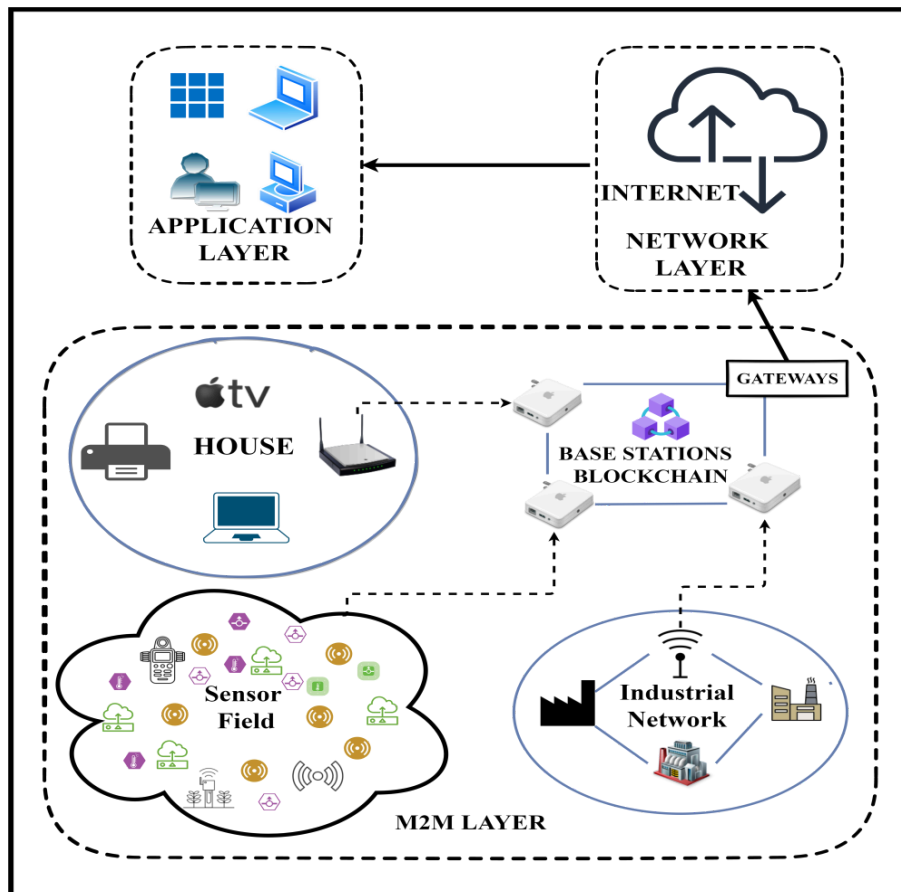 INTERNET
NETWORK
LAYER
APPLICATION
LAYER
GATEWAYS
tv
HOUSE
BASE STATIONS
BLOCKCHAIN
Sensor
Field
Industrial
Network
M2M LAYER